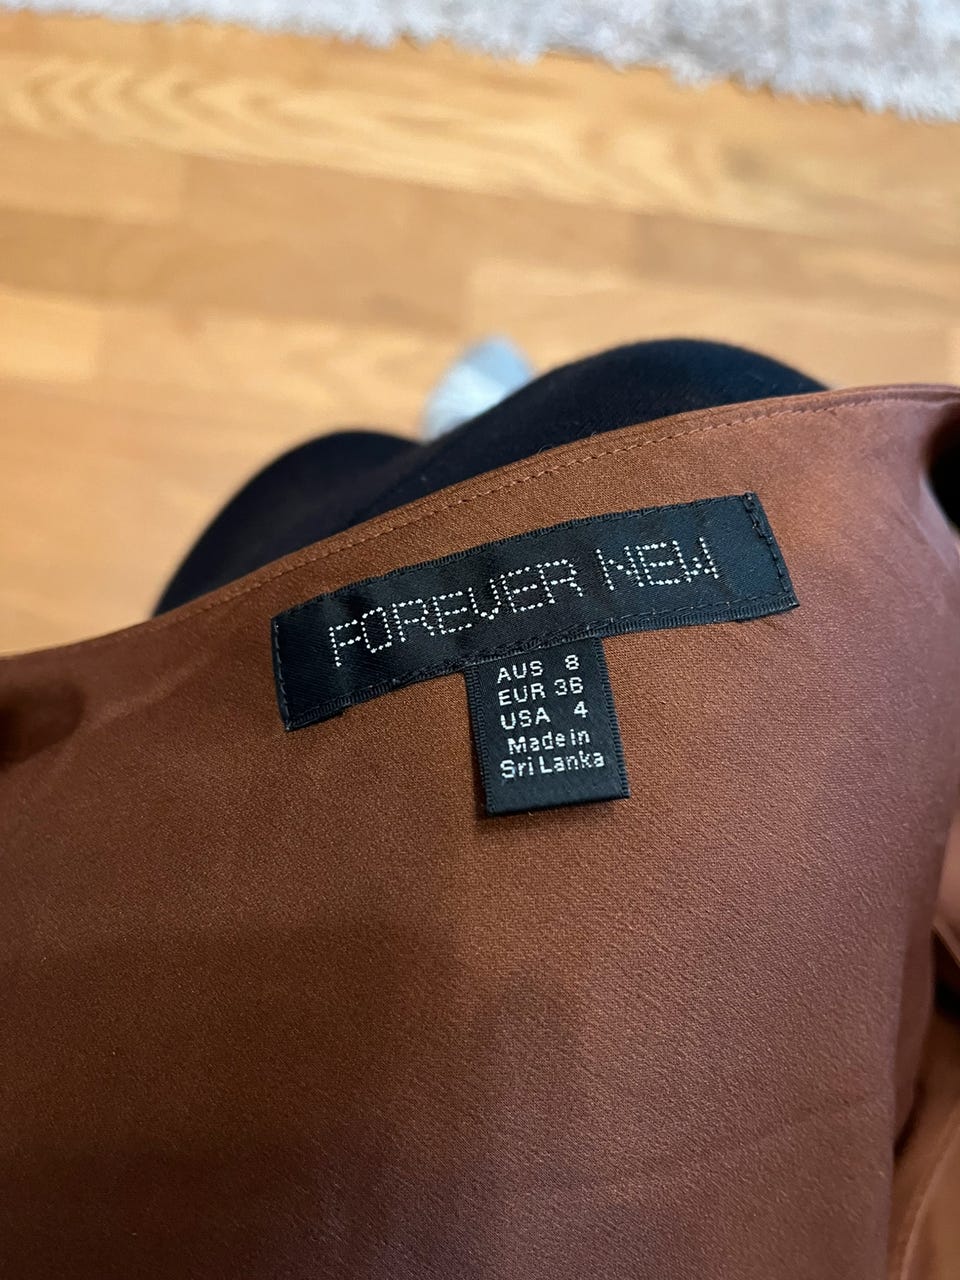 FOREVER NEW
AUS 8
EUR 36
USA 4
Made in
Sri Lanka